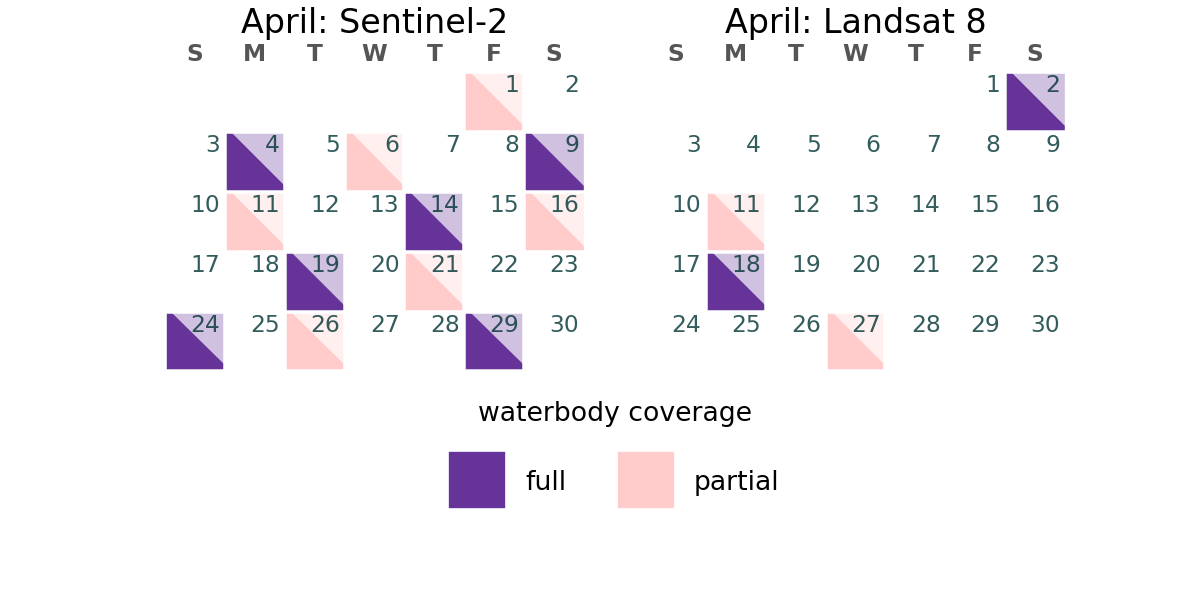 April: Sentinel-2
S M T W T F S
1 2
3 4 5 6 7 8 9
10 11 12 13 14 15 16
17 18 19 20 21 22 23
24 25 26 27 28 29 30
April: Landsat 8
S M T W T F S
1 2
3 4 5 6 7 8 9
10 11 12 13 14 15 16
17 18 19 20 21 22 23
24 25 26 27 28 29 30
waterbody coverage
full
partial